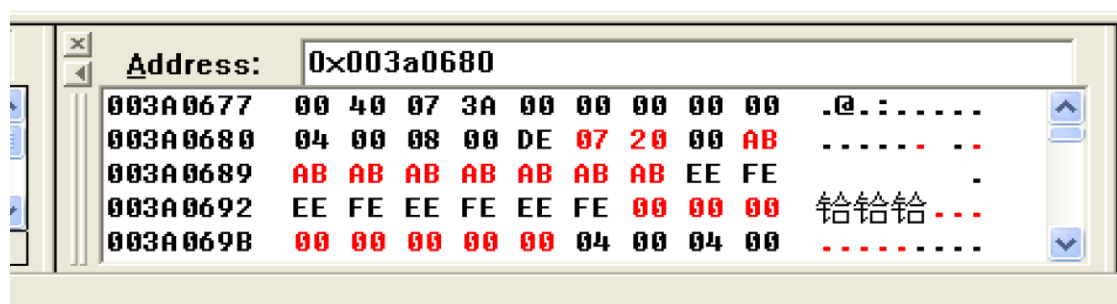 Address: 0x003a0680
003A0677 00 40 07 3A 00 00 00 00 00 .@.:.....
003A0680 04 00 08 00 DE 07 20 00 AB ...... ..
003A0689 AB AB AB AB AB AB AB EE FE .
003A0692 EE FE EE FE EE FE 00 00 00 铪铪铪...
003A069B 00 00 00 00 00 04 00 04 00 .........